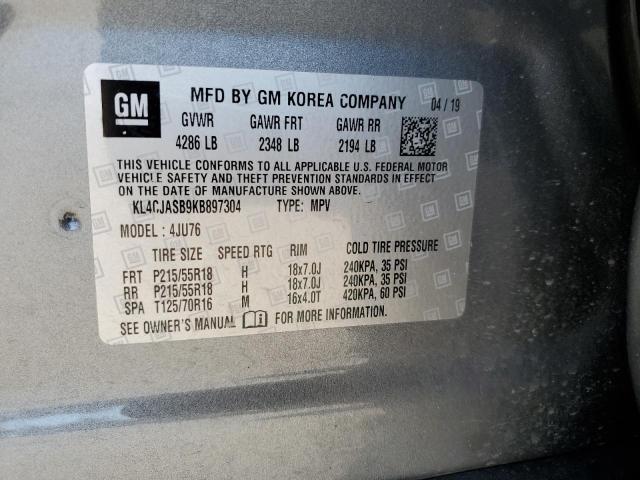 GM MFD BY GM KOREA COMPANY 04 / 19
GVWR GAWR FRT GAWR RR
4286 LB 2348 LB 2194 LB
THIS VEHICLE CONFORMS TO ALL APPLICABLE U.S. FEDERAL MOTOR
VEHICLE SAFETY AND THEFT PREVENTION STANDARDS IN EFFECT
ON THE DATE OF MANUFACTURE SHOWN ABOVE.
KL4CJASB9KB897304 TYPE: MPV
MODEL : 4JU76
TIRE SIZE SPEED RTG RIM COLD TIRE PRESSURE
FRT P215/55R18 H 18x7.0J 240KPA, 35 PSI
RR P215/55R18 H 18x7.0J 240KPA, 35 PSI
SPA T125/70R16 M 16x4.0T 420KPA, 60 PSI
SEE OWNER'S MANUAL FOR MORE INFORMATION.